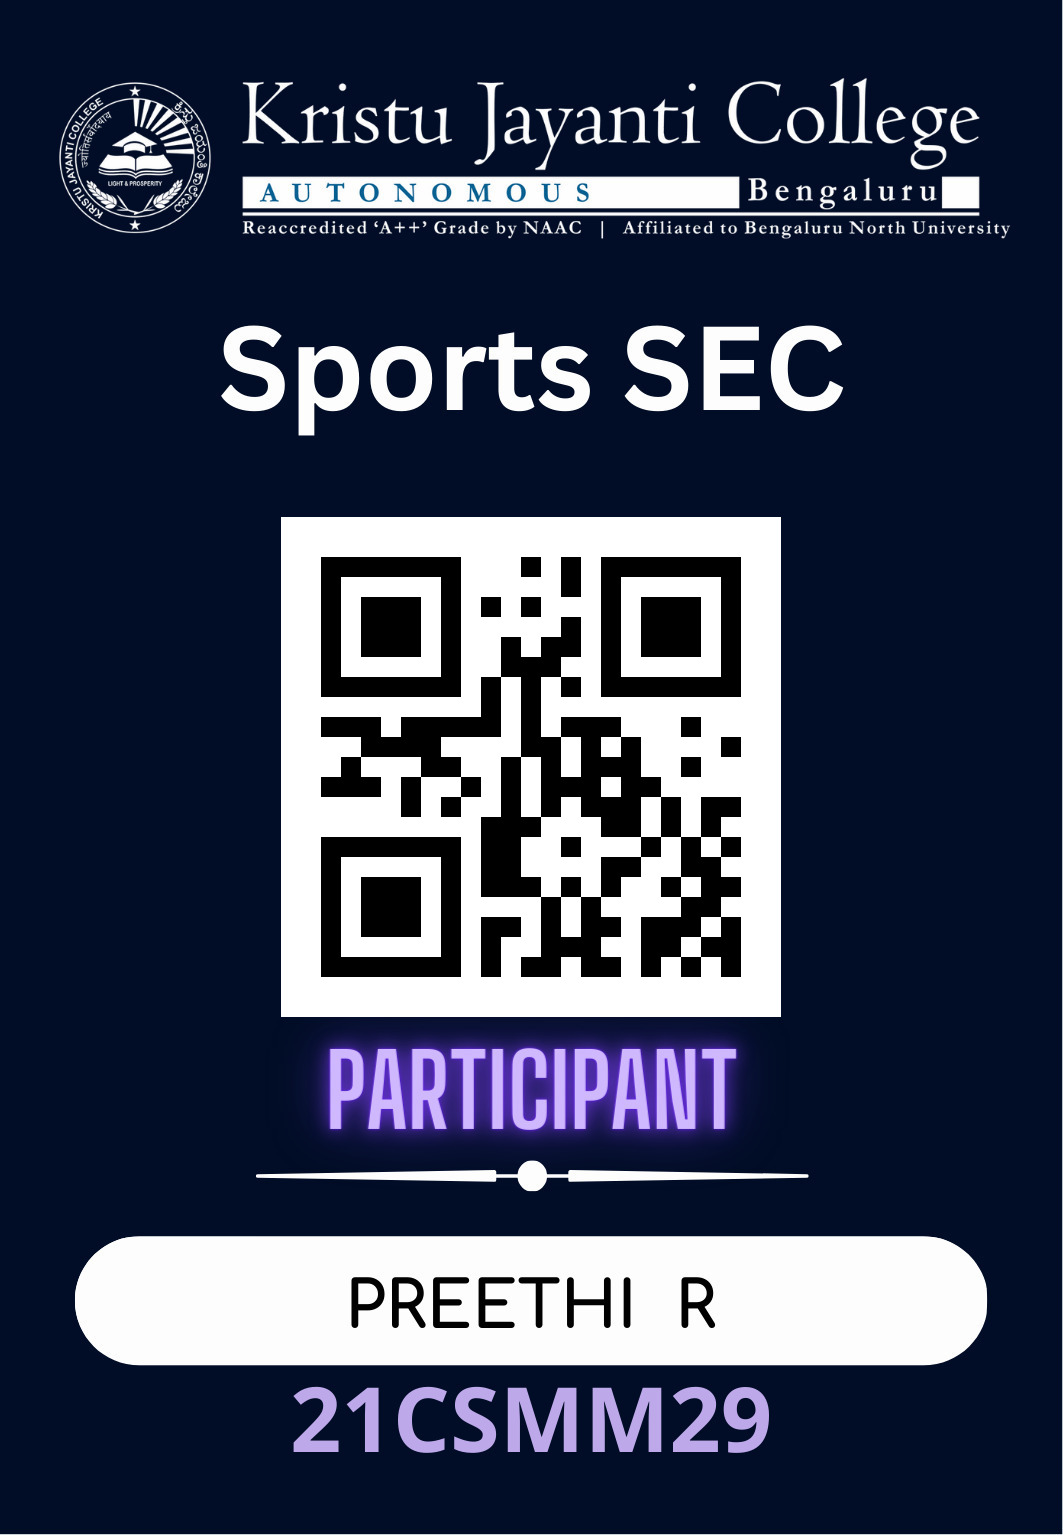 KRISTU JAYANTI COLLEGE
ಕ್ರಿಸ್ತು ಜಯಂತಿ ಕಾಲೇಜು
LIGHT & PROSPERITY
Kristu Jayanti College
AUTONOMOUS Bengaluru
Reaccredited ‘A++’ Grade by NAAC | Affiliated to Bengaluru North University
Sports SEC
PARTICIPANT
PREETHI R
21CSMM29